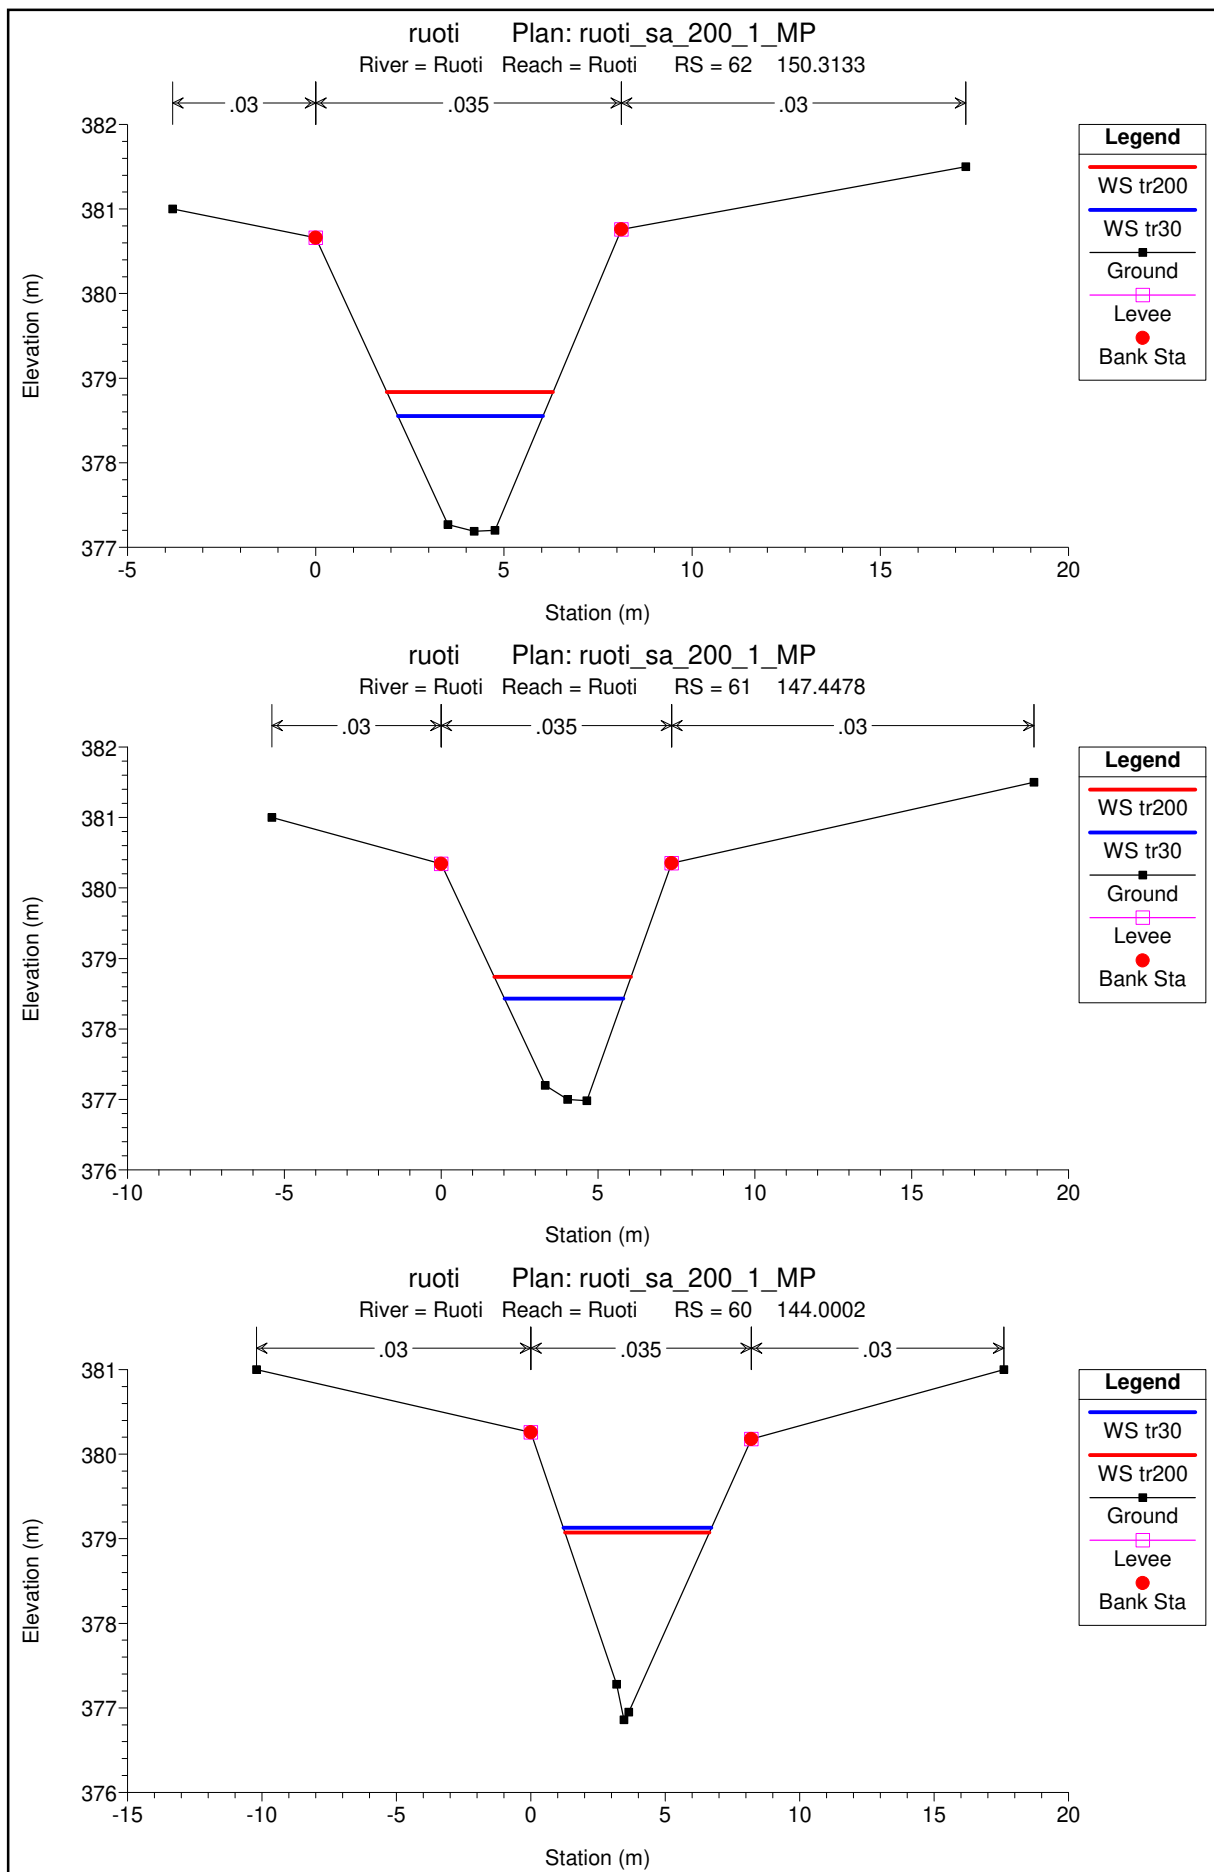 ruoti Plan: ruoti_sa_200_1_MP
River = Ruoti Reach = Ruoti RS = 62 150.3133
.03 .035 .03
382
381
380
379
378
377
-5 0 5 10 15 20
Elevation (m)
Station (m)
Legend
WS tr200
WS tr30
Ground
Levee
Bank Sta
ruoti Plan: ruoti_sa_200_1_MP
River = Ruoti Reach = Ruoti RS = 61 147.4478
.03 .035 .03
382
381
380
379
378
377
376
-10 -5 0 5 10 15 20
Elevation (m)
Station (m)
Legend
WS tr200
WS tr30
Ground
Levee
Bank Sta
ruoti Plan: ruoti_sa_200_1_MP
River = Ruoti Reach = Ruoti RS = 60 144.0002
.03 .035 .03
381
380
379
378
377
376
-15 -10 -5 0 5 10 15 20
Elevation (m)
Station (m)
Legend
WS tr30
WS tr200
Ground
Levee
Bank Sta